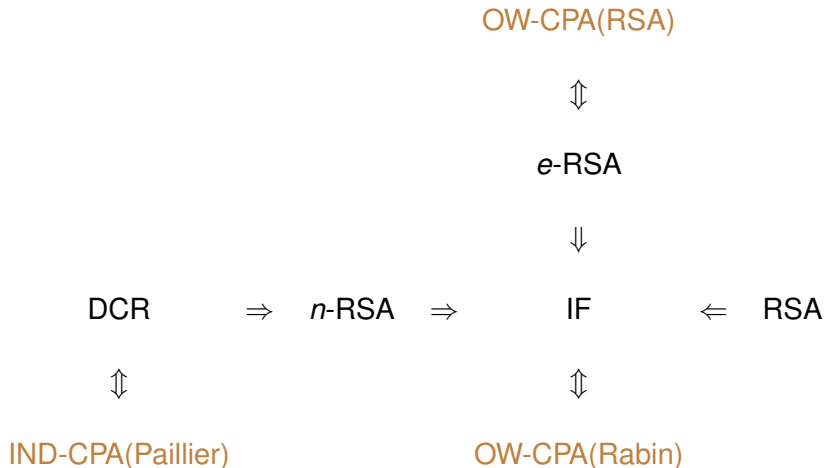 OW-CPA(RSA)
⇕
e-RSA
⇓
DCR ⇒ n-RSA ⇒ IF ⇐ RSA
⇕ ⇕
IND-CPA(Paillier) OW-CPA(Rabin)